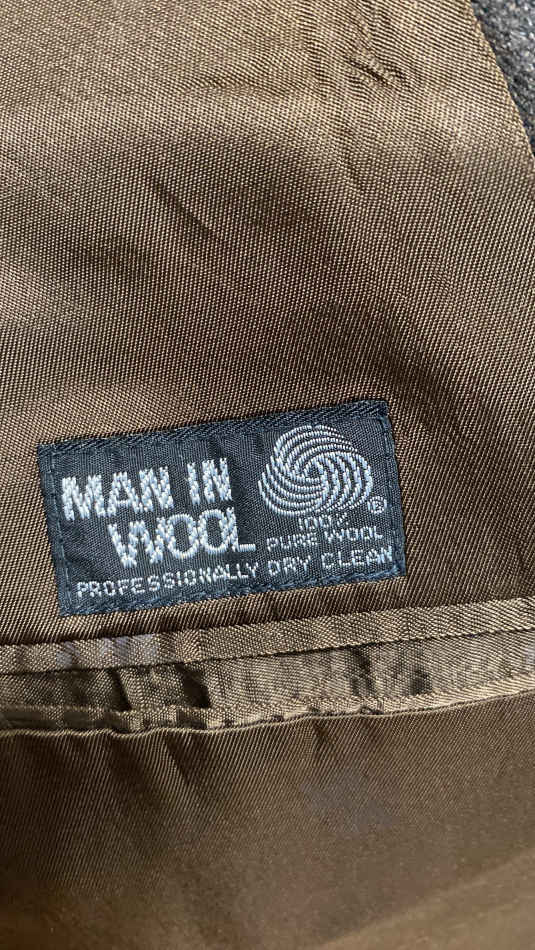 MAN IN
WOOL
®
100%
PURE WOOL
PROFESSIONALLY DRY CLEAN